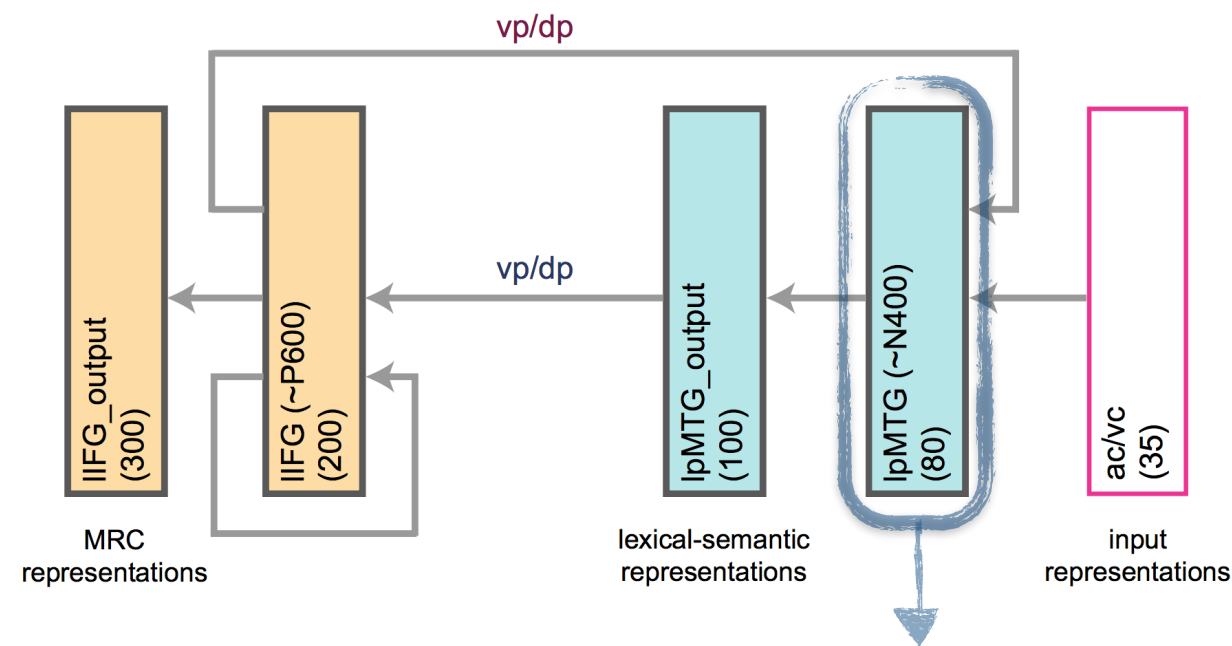 vp/dp
vp/dp
lIFG_output
(300)
lIFG (~P600)
(200)
lpMTG_output
(100)
lpMTG (~N400)
(80)
ac/vc
(35)
MRC
representations
lexical-semantic
representations
input
representations